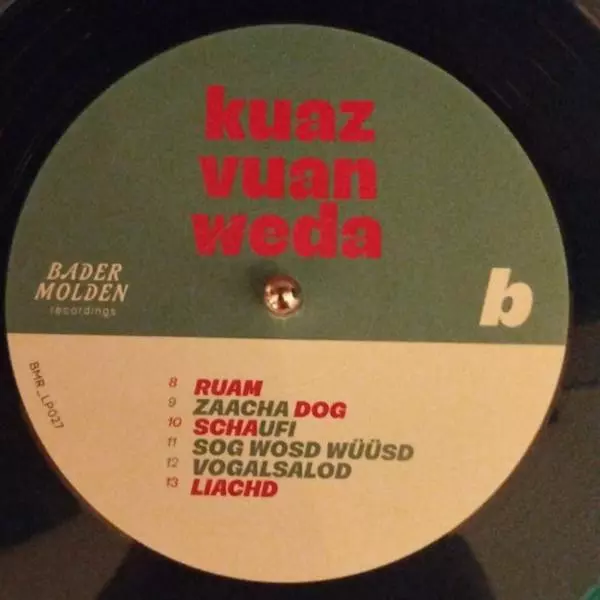 kuaz
vuan
weda
BADER
MOLDEN
recordings
b
BMR_LP027
8 RUAM
9 ZAACHA DOG
10 SCHAUFI
11 SOG WOSD WÜÜSD
12 VOGALSALOD
13 LIACHD